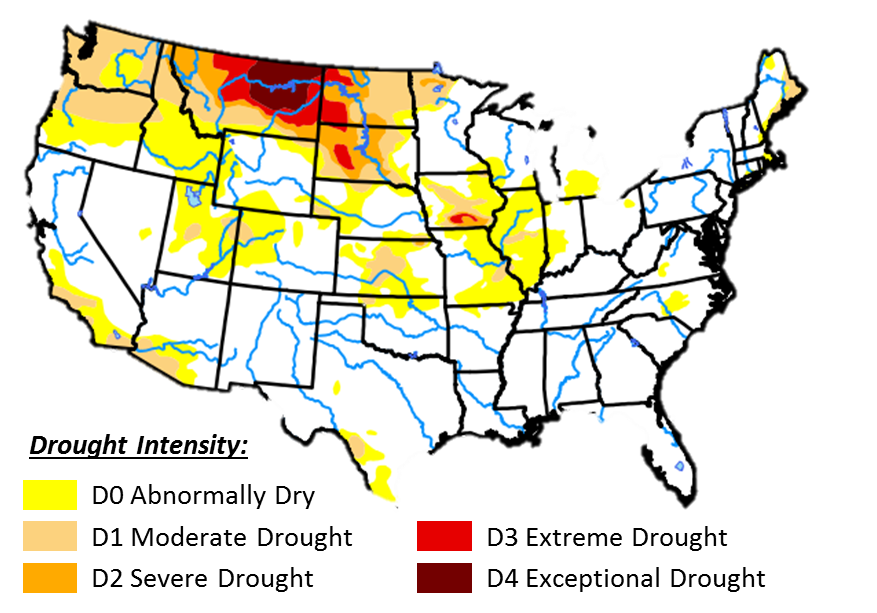 Drought Intensity:
D0 Abnormally Dry
D1 Moderate Drought
D2 Severe Drought
D3 Extreme Drought
D4 Exceptional Drought